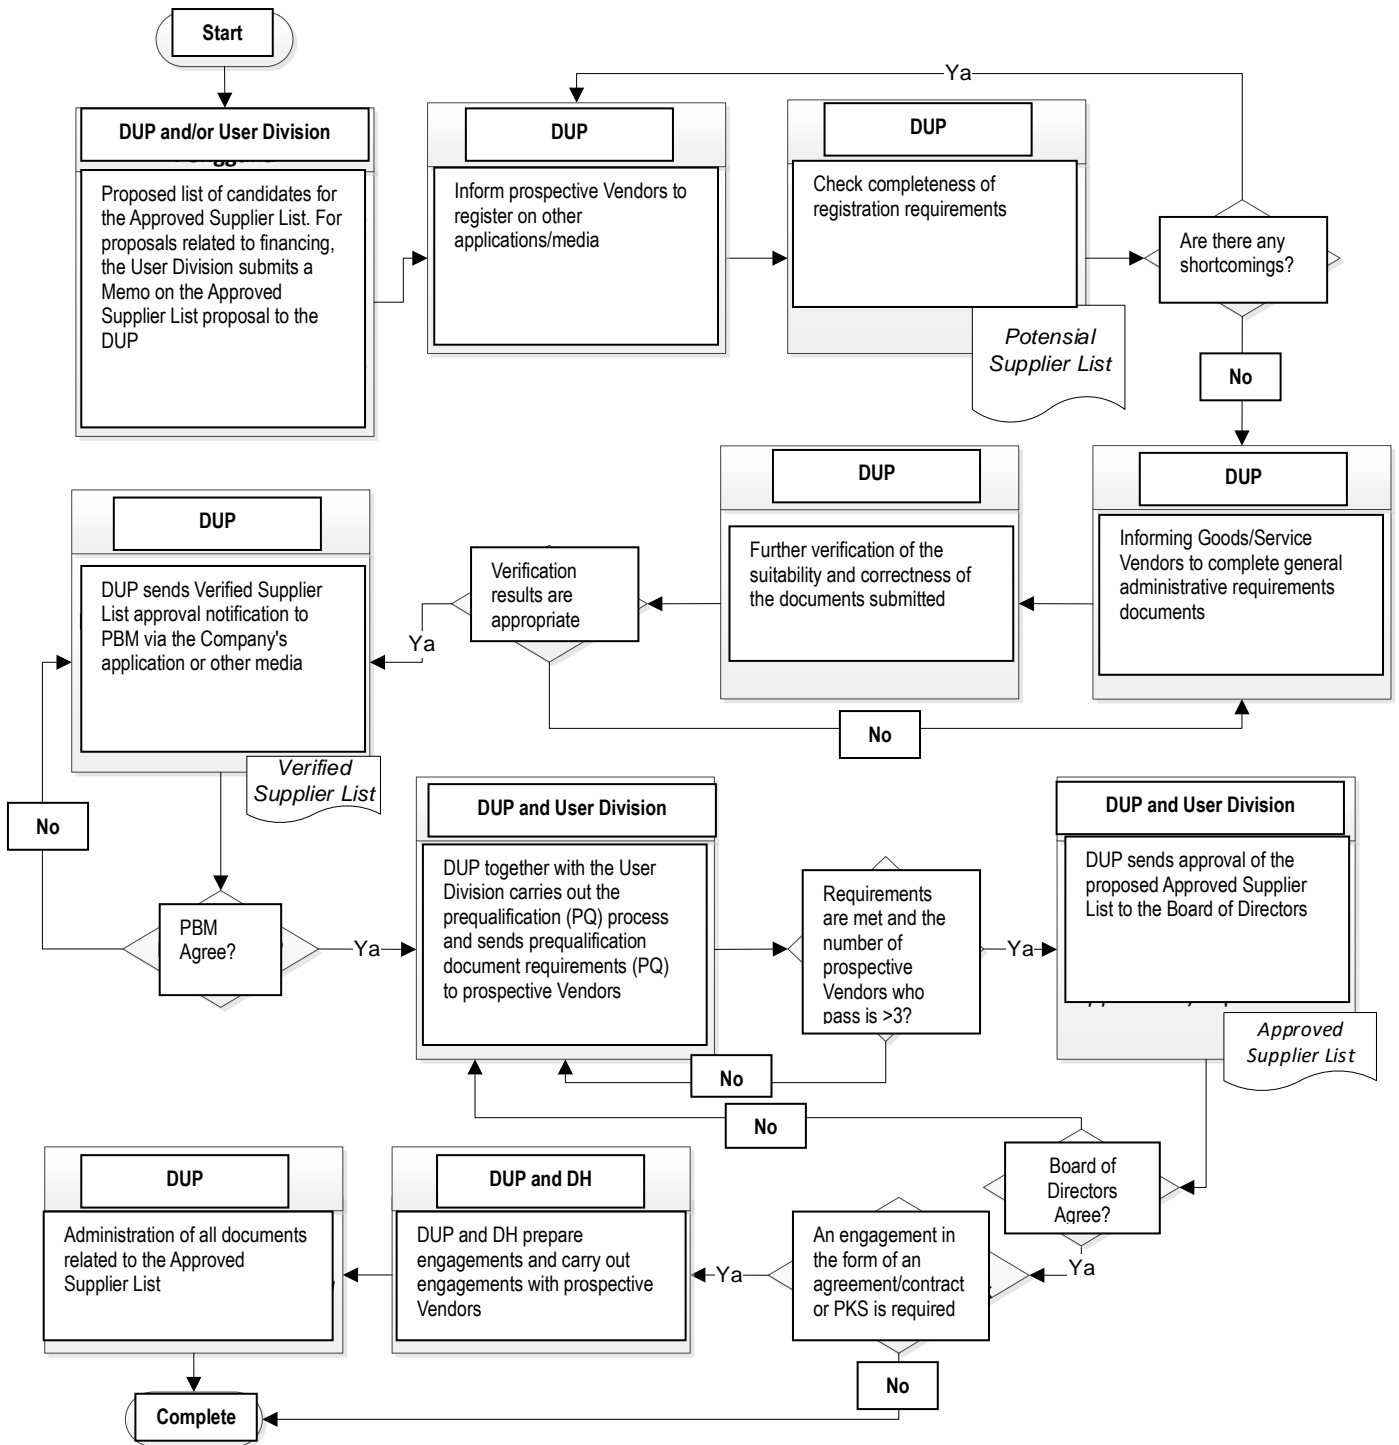 Start
Ya
DUP and/or User Division
Proposed list of candidates for
the Approved Supplier List. For
proposals related to financing,
the User Division submits a
Memo on the Approved
Supplier List proposal to the
DUP
DUP
Inform prospective Vendors to
register on other
applications/media
DUP
Check completeness of
registration requirements
Potensial
Supplier List
Are there any
shortcomings?
No
DUP
Informing Goods/Service
Vendors to complete general
administrative requirements
documents
DUP
Further verification of the
suitability and correctness of
the documents submitted
Verification
results are
appropriate
Ya
No
DUP
DUP sends Verified Supplier
List approval notification to
PBM via the Company's
application or other media
Verified
Supplier List
No
PBM
Agree?
Ya
DUP and User Division
DUP together with the User
Division carries out the
prequalification (PQ) process
and sends prequalification
document requirements (PQ)
to prospective Vendors
Requirements
are met and the
number of
prospective
Vendors who
pass is >3?
No
Ya
DUP and User Division
DUP sends approval of the
proposed Approved Supplier
List to the Board of Directors
Approved
Supplier List
No
Board of
Directors
Agree?
Ya
An engagement in
the form of an
agreement/contract
or PKS is required
Ya
No
DUP and DH
DUP and DH prepare
engagements and carry out
engagements with prospective
Vendors
DUP
Administration of all documents
related to the Approved
Supplier List
Complete